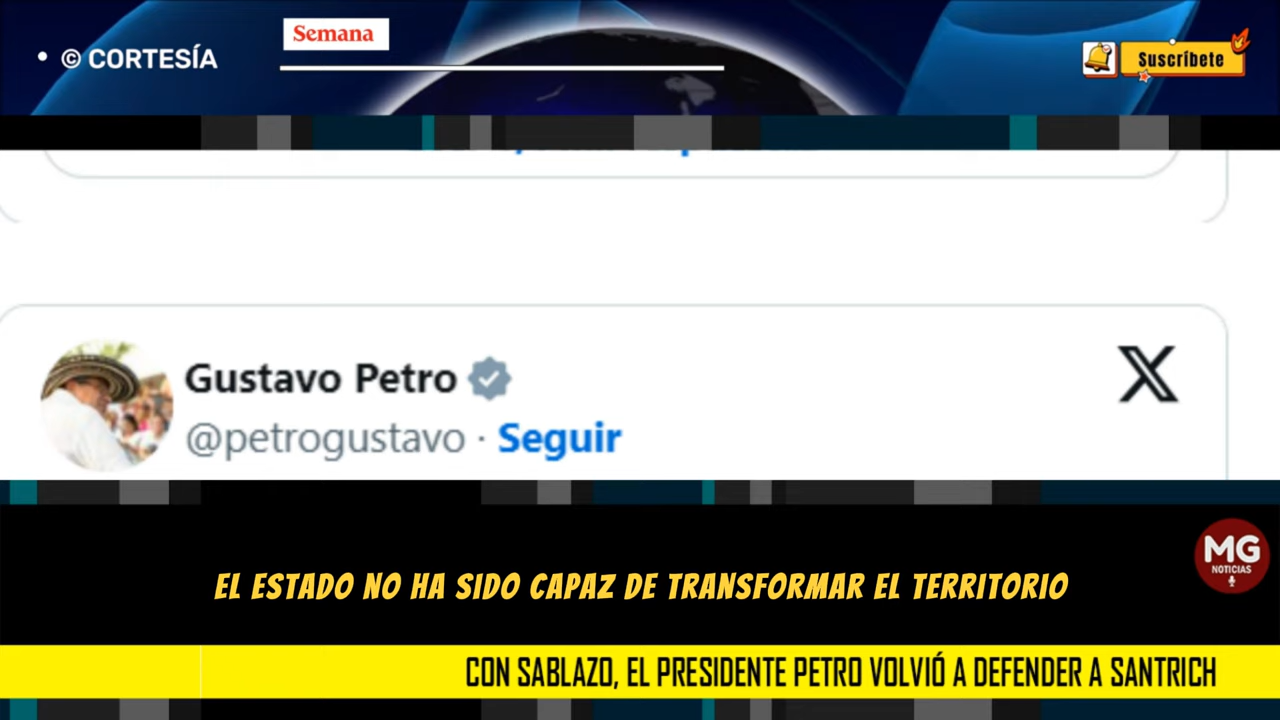 • © CORTESÍA
Semana
Suscríbete
Gustavo Petro
@petrogustavo · Seguir
EL ESTADO NO HA SIDO CAPAZ DE TRANSFORMAR EL TERRITORIO
MG
NOTICIAS
CON SABLAZO, EL PRESIDENTE PETRO VOLVIÓ A DEFENDER A SANTRICH